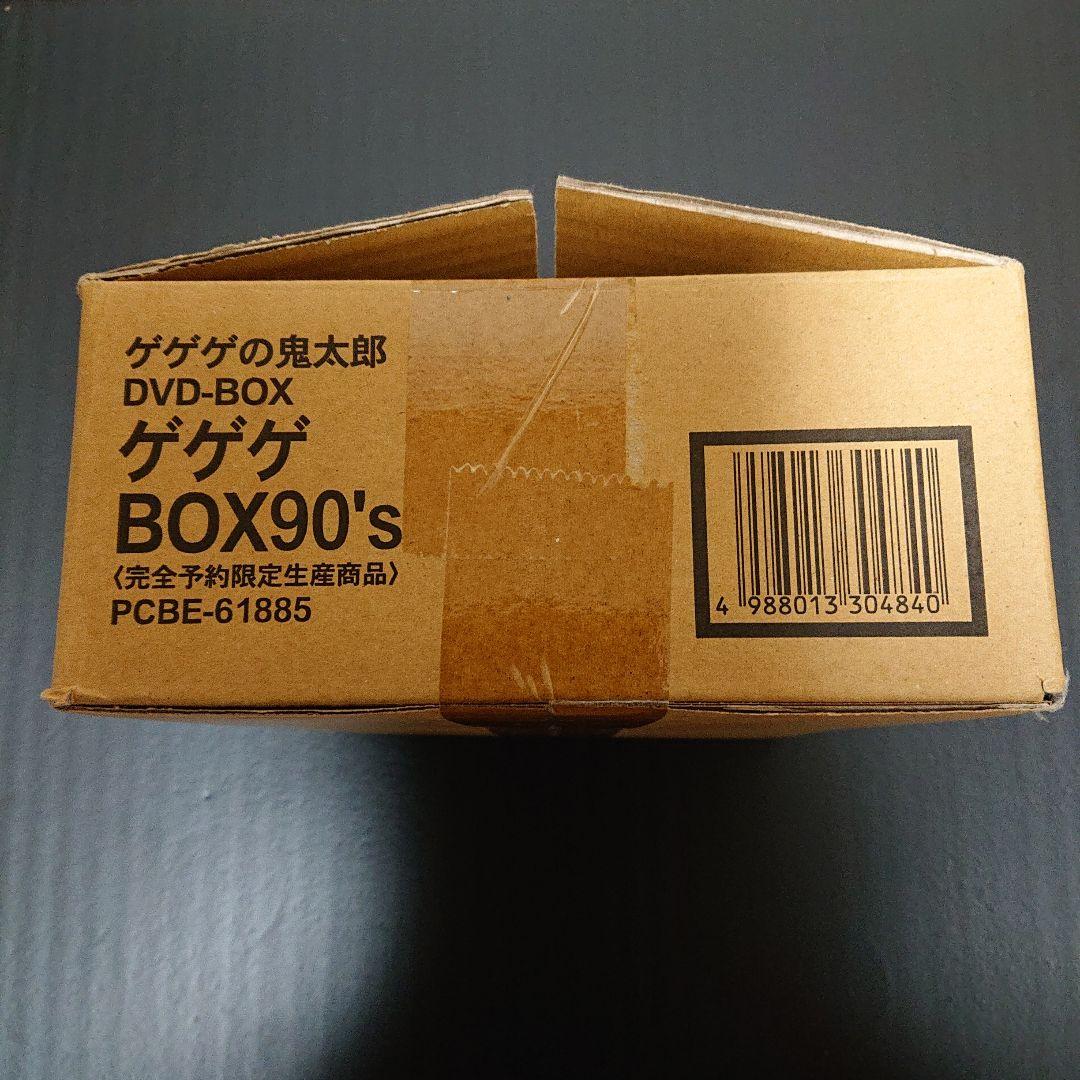 ゲゲゲの鬼太郎
DVD-BOX
ゲゲゲ
BOX90's
〈完全予約限定生産商品〉
PCBE-61885
4 988013 304840